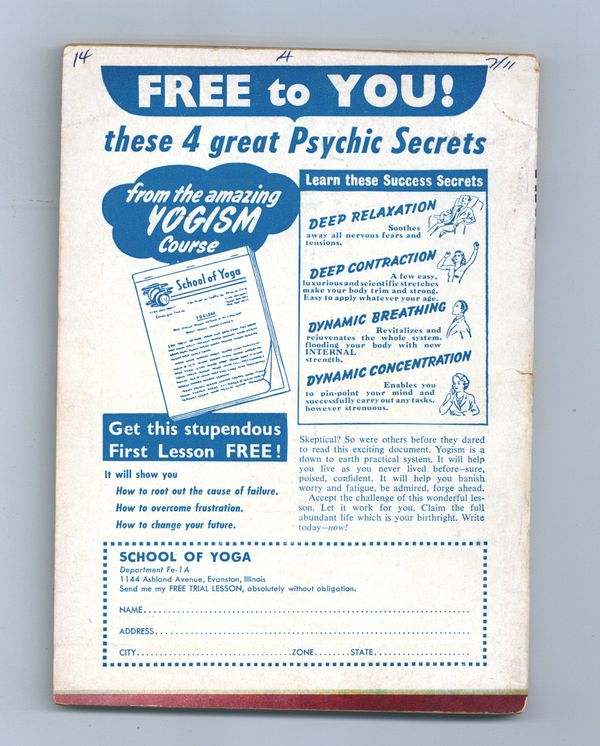 14 A 7/11
FREE to YOU!
these 4 great Psychic Secrets
from the amazing
YOGISM
Course
School of Yoga
YOGISM
Get this stupendous
First Lesson FREE!
It will show you
How to root out the cause of failure.
How to overcome frustration.
How to change your future.
Learn these Success Secrets
DEEP RELAXATION
Soothes
away all nervous fears and
tensions.
DEEP CONTRACTION
A few easy,
luxurious and scientific stretches
make your body trim and strong.
Easy to apply whatever your age.
DYNAMIC BREATHING
Revitalizes and
rejuvenates the whole system.
flooding your body with new
INTERNAL
strength.
DYNAMIC CONCENTRATION
Enables you
to pin-point your mind and
successfully carry out any tasks,
however strenuous.
Skeptical? So were others before they dared
to read this exciting document. Yogism is a
down to earth practical system. It will help
you live as you never lived before—sure,
poised, confident. It will help you banish
worry and fatigue, be admired, forge ahead.
Accept the challenge of this wonderful les-
son. Let it work for you. Claim the full
abundant life which is your birthright. Write
today—now!
SCHOOL OF YOGA
Department Fe-1A
1144 Ashland Avenue, Evanston, Illinois
Send me my FREE TRIAL LESSON, absolutely without obligation.
NAME
ADDRESS
CITY ZONE STATE